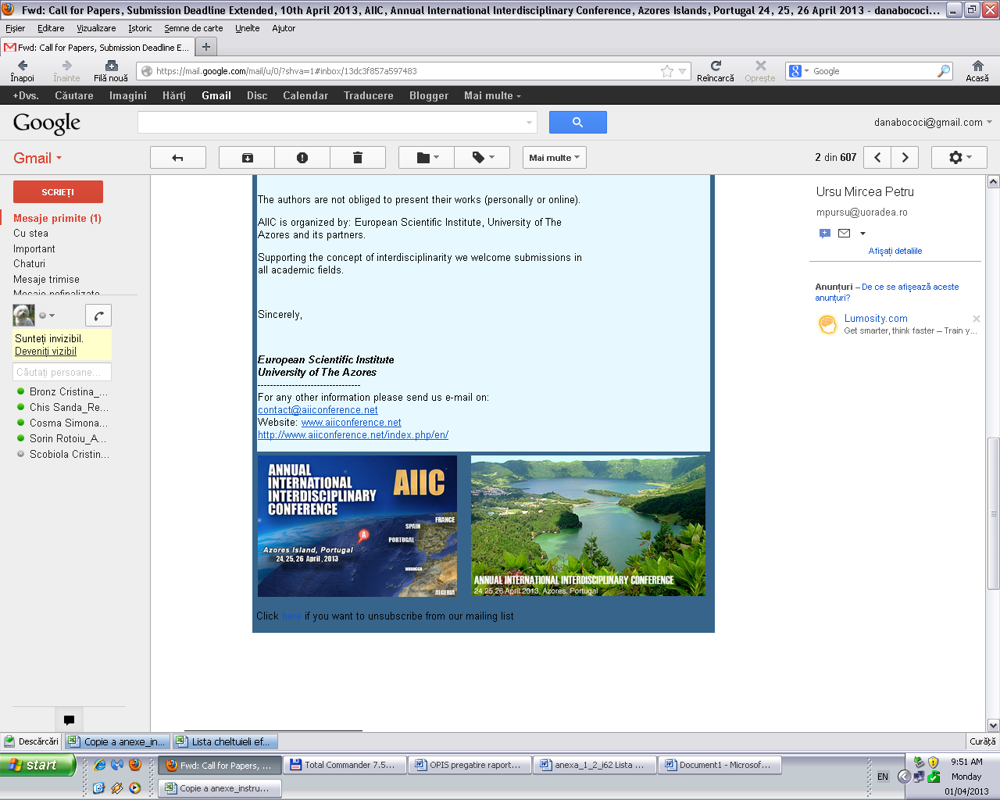 Fwd: Call for Papers, Submission Deadline Extended, 10th April 2013, AIIC, Annual International Interdisciplinary Conference, Azores Islands, Portugal 24, 25, 26 April 2013 - danabococi...
Fișier Editare Vizualizare Istoric Semne de carte Unelte Ajutor
Fwd: Call for Papers, Submission Deadline E...
https://mail.google.com/mail/u/0/?shva=1#inbox/13dc3f857a597483
Google
Înapoi Înainte Filă nouă Reîncarcă Oprește Acasă
+Dvs. Căutare Imagini Hărți Gmail Disc Calendar Traducere Blogger Mai multe
Google
danabococi@gmail.com
Gmail
Mai multe
2 din 607
SCRIEȚI
Mesaje primite (1)
Cu stea
Important
Chaturi
Mesaje trimise
Mesaje nefinalizate
Sunteți invizibil.
Deveniți vizibil
Căutați persoane...
Bronz Cristina_...
Chis Sanda_Re...
Cosma Simona...
Sorin Rotoiu_A...
Scobiola Cristin...
The authors are not obliged to present their works (personally or online).
AIIC is organized by: European Scientific Institute, University of The
Azores and its partners.
Supporting the concept of interdisciplinarity we welcome submissions in
all academic fields.
Sincerely,
European Scientific Institute
University of The Azores
---------------------------------
For any other information please send us e-mail on:
contact@aiiconference.net
Website: www.aiiconference.net
http://www.aiiconference.net/index.php/en/
ANNUAL
INTERNATIONAL
INTERDISCIPLINARY
CONFERENCE
AIIC
FRANCE
SPAIN
PORTUGAL
A
Azores Island, Portugal
24,25,26 April ,2013
MOROCCO
ALGERIA
ANNUAL INTERNATIONAL INTERDISCIPLINARY CONFERENCE
24,25,26 April 2013, Azores, Portugal
Click here if you want to unsubscribe from our mailing list
Ursu Mircea Petru
mpursu@uoradea.ro
Afișați detaliile
Anunțuri – De ce se afișează aceste
anunțuri?
Lumosity.com
Get smarter, think faster – Train y...
Descărcări Copie a anexe_in... Lista cheltuieli ef... Curăță
start
Fwd: Call for Papers, ... Total Commander 7.5... OPIS pregatire raport... anexa_1_2_i62 Lista ... Document1 - Microsof...
Copie a anexe_instru...
EN
9:51 AM
Monday
01/04/2013